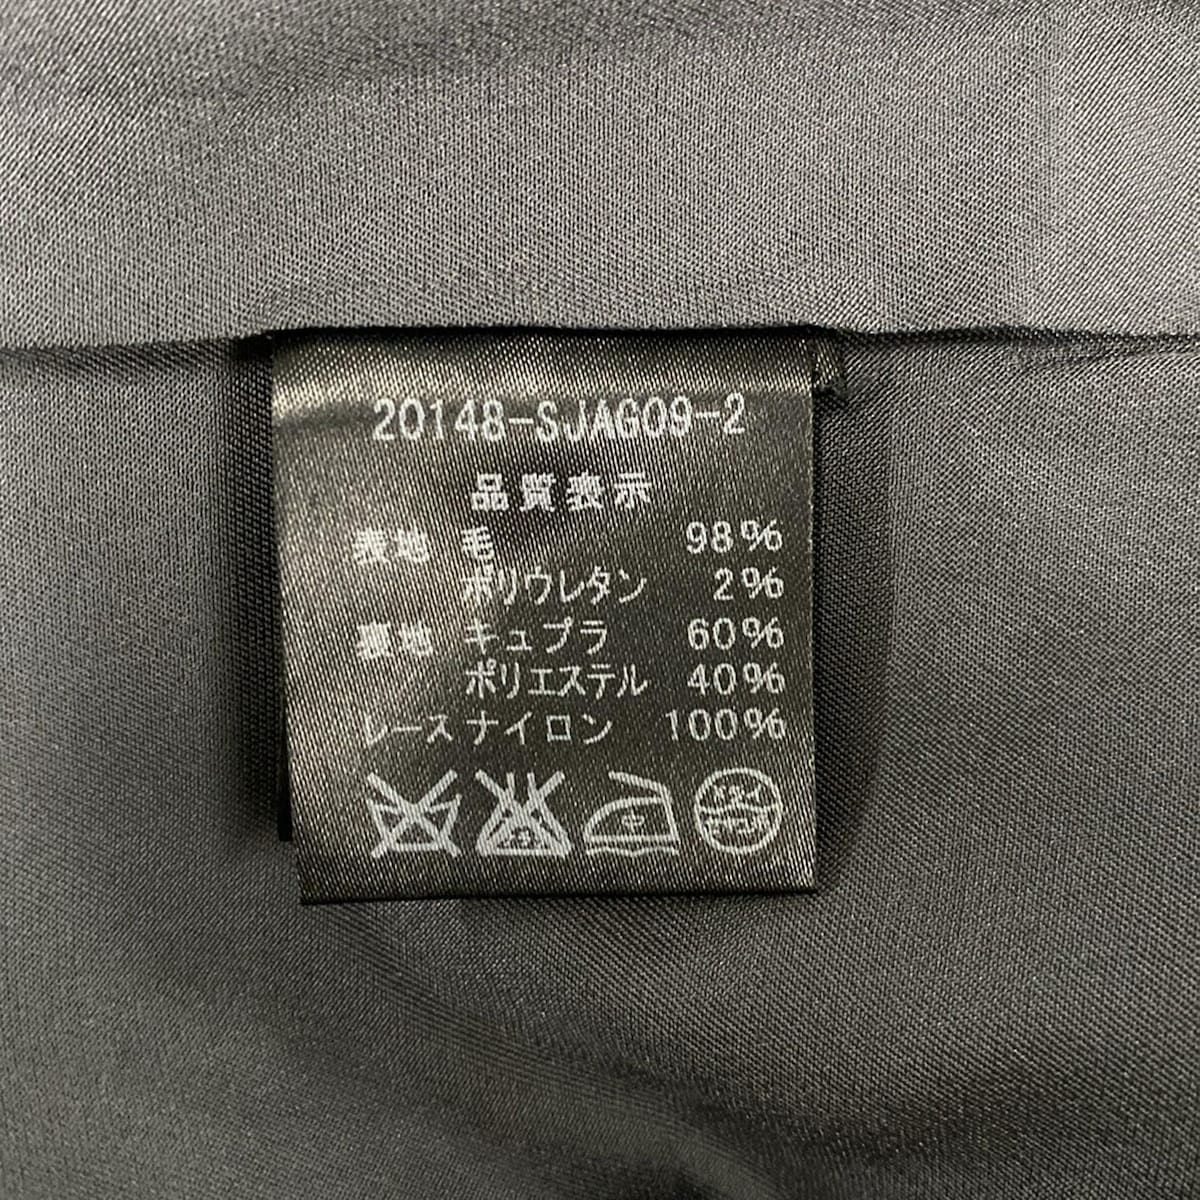 20148-SJAG09-2
品質表示
表地 毛 98%
ポリウレタン 2%
裏地 キュプラ 60%
ポリエステル 40%
レース ナイロン 100%
中